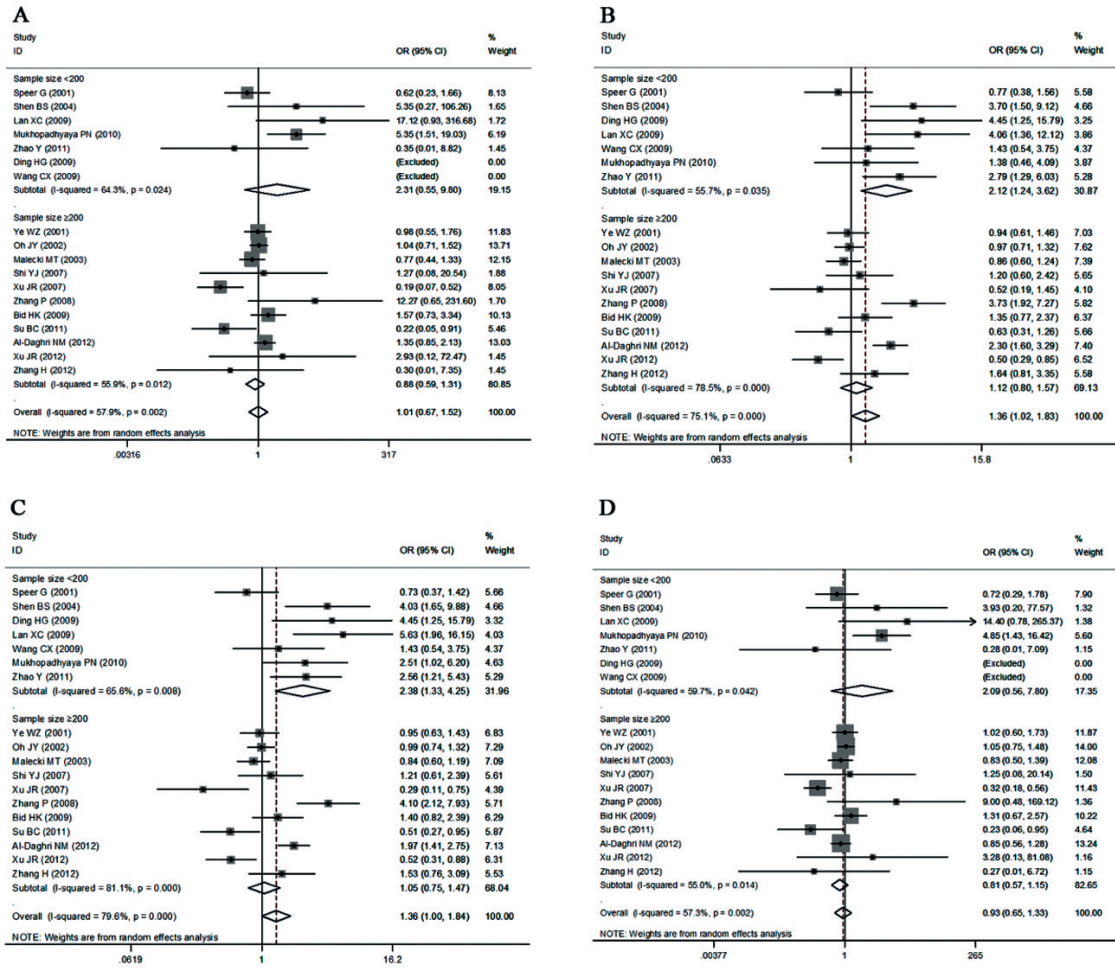 A
Study %
ID OR (95% CI) Weight
Sample size <200
Speer G (2001) 0.62 (0.23, 1.66) 8.13
Shen BS (2004) 5.35 (0.27, 106.26) 1.65
Lan XC (2009) 17.12 (0.93, 316.68) 1.72
Mukhopadhyaya PN (2010) 5.35 (1.51, 19.03) 6.19
Zhao Y (2011) 0.35 (0.01, 8.82) 1.45
Ding HG (2009) (Excluded) 0.00
Wang CX (2009) (Excluded) 0.00
Subtotal (I-squared = 64.3%, p = 0.024) 2.31 (0.55, 9.80) 19.15
.
Sample size ≥200
Ye WZ (2001) 0.98 (0.55, 1.76) 11.83
Oh JY (2002) 1.04 (0.71, 1.52) 13.71
Malecki MT (2003) 0.77 (0.44, 1.33) 12.15
Shi YJ (2007) 1.27 (0.08, 20.54) 1.88
Xu JR (2007) 0.19 (0.07, 0.52) 8.05
Zhang P (2008) 12.27 (0.65, 231.60) 1.70
Bid HK (2009) 1.57 (0.73, 3.34) 10.13
Su BC (2011) 0.22 (0.05, 0.91) 5.46
Al-Daghri NM (2012) 1.35 (0.85, 2.13) 13.03
Xu JR (2012) 2.93 (0.12, 72.47) 1.45
Zhang H (2012) 0.30 (0.01, 7.35) 1.45
Subtotal (I-squared = 55.9%, p = 0.012) 0.88 (0.59, 1.31) 80.85
.
Overall (I-squared = 57.9%, p = 0.002) 1.01 (0.67, 1.52) 100.00
NOTE: Weights are from random effects analysis
.00316 1 317
B
Study %
ID OR (95% CI) Weight
Sample size <200
Speer G (2001) 0.77 (0.38, 1.56) 5.58
Shen BS (2004) 3.70 (1.50, 9.12) 4.66
Ding HG (2009) 4.45 (1.25, 15.79) 3.25
Lan XC (2009) 4.06 (1.36, 12.12) 3.86
Wang CX (2009) 1.43 (0.54, 3.75) 4.37
Mukhopadhyaya PN (2010) 1.38 (0.46, 4.09) 3.87
Zhao Y (2011) 2.79 (1.29, 6.03) 5.28
Subtotal (I-squared = 55.7%, p = 0.035) 2.12 (1.24, 3.62) 30.87
.
Sample size ≥200
Ye WZ (2001) 0.94 (0.61, 1.46) 7.03
Oh JY (2002) 0.97 (0.71, 1.32) 7.62
Malecki MT (2003) 0.86 (0.60, 1.24) 7.39
Shi YJ (2007) 1.20 (0.60, 2.42) 5.65
Xu JR (2007) 0.52 (0.19, 1.45) 4.10
Zhang P (2008) 3.73 (1.92, 7.27) 5.82
Bid HK (2009) 1.35 (0.77, 2.37) 6.37
Su BC (2011) 0.63 (0.31, 1.26) 5.66
Al-Daghri NM (2012) 2.30 (1.60, 3.29) 7.40
Xu JR (2012) 0.50 (0.29, 0.85) 6.52
Zhang H (2012) 1.64 (0.81, 3.35) 5.58
Subtotal (I-squared = 78.5%, p = 0.000) 1.12 (0.80, 1.57) 69.13
.
Overall (I-squared = 75.1%, p = 0.000) 1.36 (1.02, 1.83) 100.00
NOTE: Weights are from random effects analysis
.0633 1 15.8
C
Study %
ID OR (95% CI) Weight
Sample size <200
Speer G (2001) 0.73 (0.37, 1.42) 5.66
Shen BS (2004) 4.03 (1.65, 9.88) 4.66
Ding HG (2009) 4.45 (1.25, 15.79) 3.32
Lan XC (2009) 5.63 (1.96, 16.15) 4.03
Wang CX (2009) 1.43 (0.54, 3.75) 4.37
Mukhopadhyaya PN (2010) 2.51 (1.02, 6.20) 4.63
Zhao Y (2011) 2.56 (1.21, 5.43) 5.29
Subtotal (I-squared = 65.6%, p = 0.008) 2.38 (1.33, 4.25) 31.96
.
Sample size ≥200
Ye WZ (2001) 0.95 (0.63, 1.43) 6.83
Oh JY (2002) 0.99 (0.74, 1.32) 7.29
Malecki MT (2003) 0.84 (0.60, 1.19) 7.09
Shi YJ (2007) 1.21 (0.61, 2.39) 5.61
Xu JR (2007) 0.29 (0.11, 0.75) 4.39
Zhang P (2008) 4.10 (2.12, 7.93) 5.71
Bid HK (2009) 1.40 (0.82, 2.39) 6.29
Su BC (2011) 0.51 (0.27, 0.95) 5.87
Al-Daghri NM (2012) 1.97 (1.41, 2.75) 7.13
Xu JR (2012) 0.52 (0.31, 0.88) 6.31
Zhang H (2012) 1.53 (0.76, 3.09) 5.53
Subtotal (I-squared = 81.1%, p = 0.000) 1.05 (0.75, 1.47) 68.04
.
Overall (I-squared = 79.6%, p = 0.000) 1.36 (1.00, 1.84) 100.00
NOTE: Weights are from random effects analysis
.0619 1 16.2
D
Study %
ID OR (95% CI) Weight
Sample size <200
Speer G (2001) 0.72 (0.29, 1.78) 7.90
Shen BS (2004) 3.93 (0.20, 77.57) 1.32
Lan XC (2009) 14.40 (0.78, 265.37) 1.38
Mukhopadhyaya PN (2010) 4.85 (1.43, 16.42) 5.60
Zhao Y (2011) 0.28 (0.01, 7.09) 1.15
Ding HG (2009) (Excluded) 0.00
Wang CX (2009) (Excluded) 0.00
Subtotal (I-squared = 59.7%, p = 0.042) 2.09 (0.56, 7.80) 17.35
.
Sample size ≥200
Ye WZ (2001) 1.02 (0.60, 1.73) 11.87
Oh JY (2002) 1.05 (0.75, 1.48) 14.00
Malecki MT (2003) 0.83 (0.50, 1.39) 12.08
Shi YJ (2007) 1.25 (0.08, 20.14) 1.50
Xu JR (2007) 0.32 (0.18, 0.56) 11.43
Zhang P (2008) 9.00 (0.48, 169.12) 1.36
Bid HK (2009) 1.31 (0.67, 2.57) 10.22
Su BC (2011) 0.23 (0.06, 0.95) 4.64
Al-Daghri NM (2012) 0.85 (0.56, 1.28) 13.24
Xu JR (2012) 3.28 (0.13, 81.08) 1.16
Zhang H (2012) 0.27 (0.01, 6.72) 1.15
Subtotal (I-squared = 55.0%, p = 0.014) 0.81 (0.57, 1.15) 82.65
.
Overall (I-squared = 57.3%, p = 0.002) 0.93 (0.65, 1.33) 100.00
NOTE: Weights are from random effects analysis
.00377 1 265